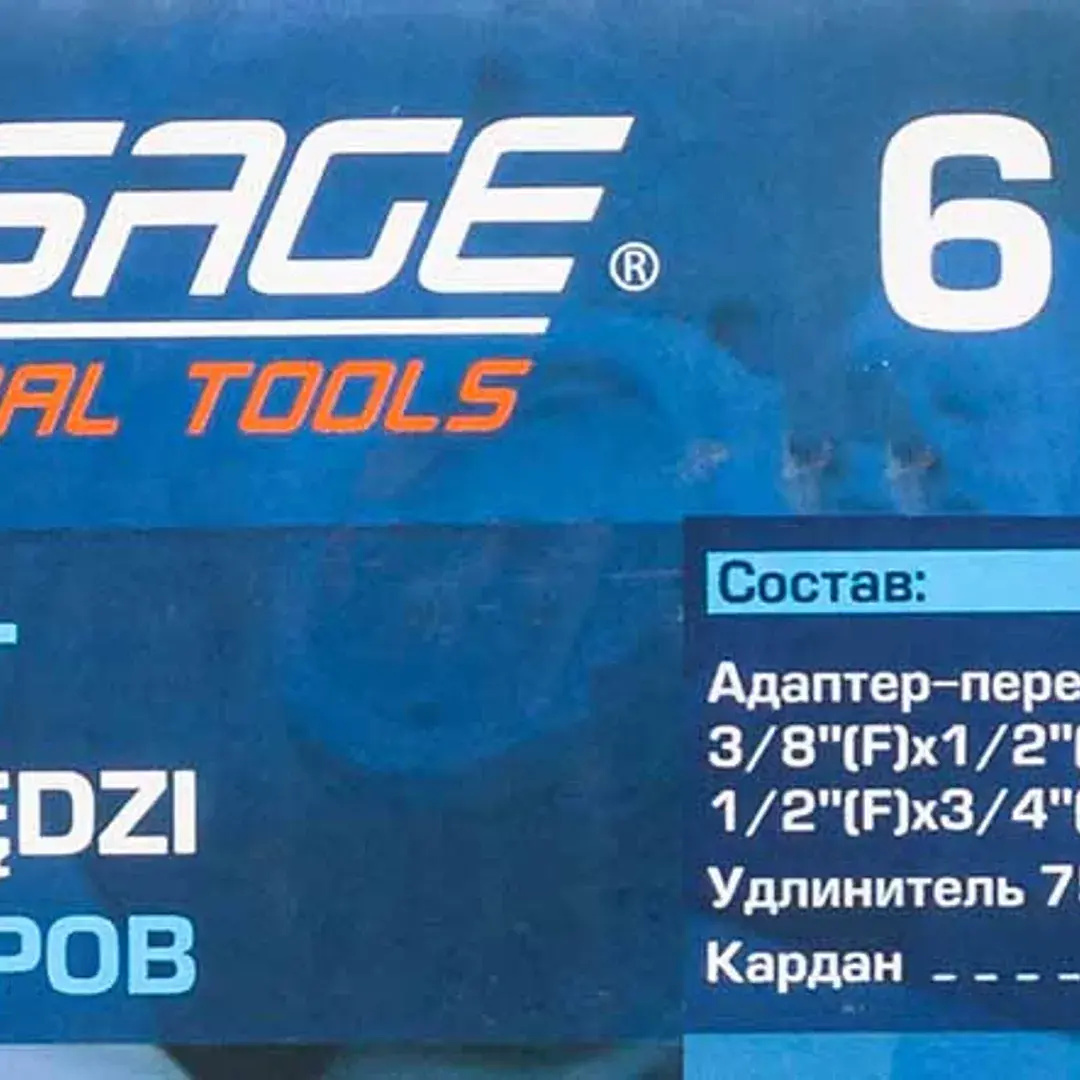 SAGE® 6
AL TOOLS
Состав:
Адаптер-пере
3/8"(F)x1/2"(
1/2"(F)x3/4"(
Удлинитель 7
Кардан _ _ _ _
ĘDZI
РОВ